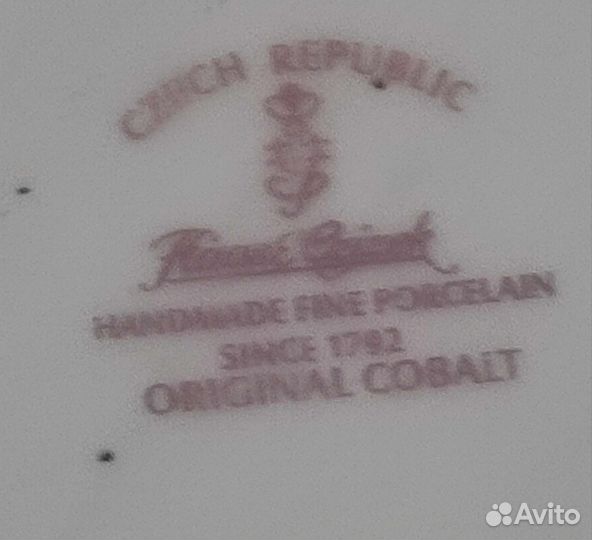 CZECH REPUBLIC
HANDMADE FINE PORCELAIN
SINCE 1792
ORIGINAL COBALT
Avito